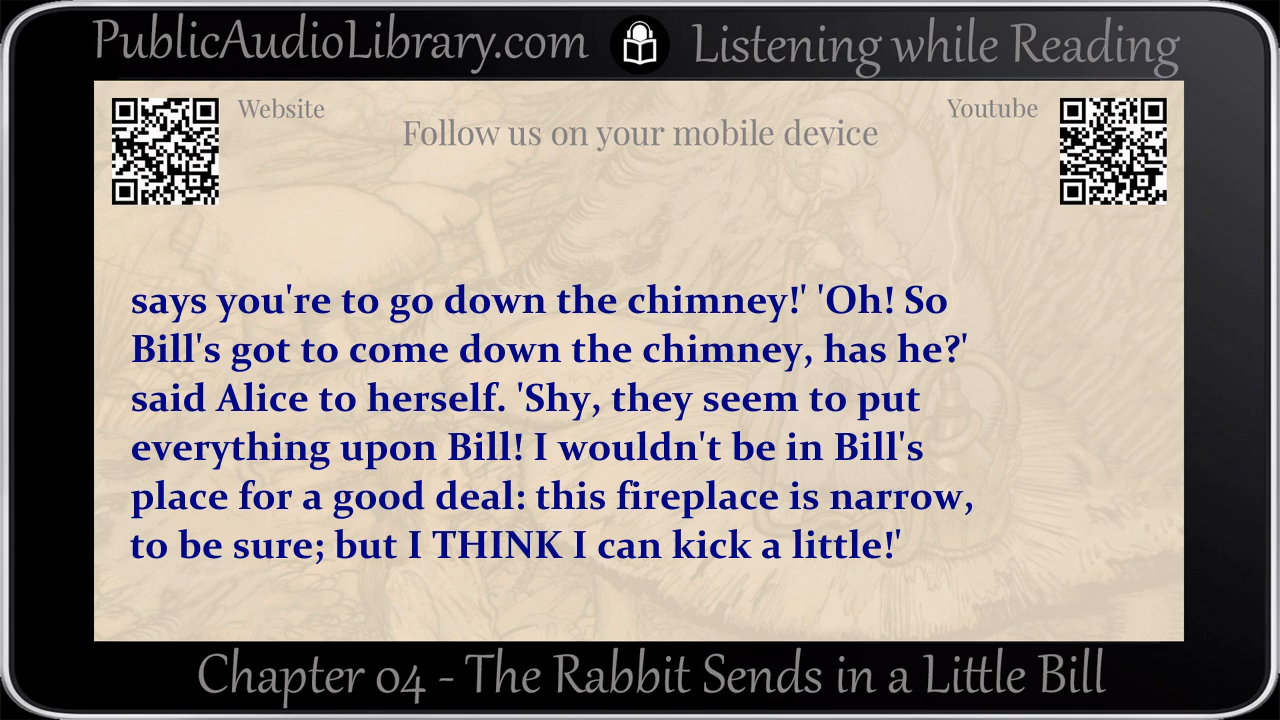 PublicAudioLibrary.com Listening while Reading
Website
Youtube
Follow us on your mobile device
says you're to go down the chimney!' 'Oh! So
Bill's got to come down the chimney, has he?'
said Alice to herself. 'Shy, they seem to put
everything upon Bill! I wouldn't be in Bill's
place for a good deal: this fireplace is narrow,
to be sure; but I THINK I can kick a little!'
Chapter 04 - The Rabbit Sends in a Little Bill